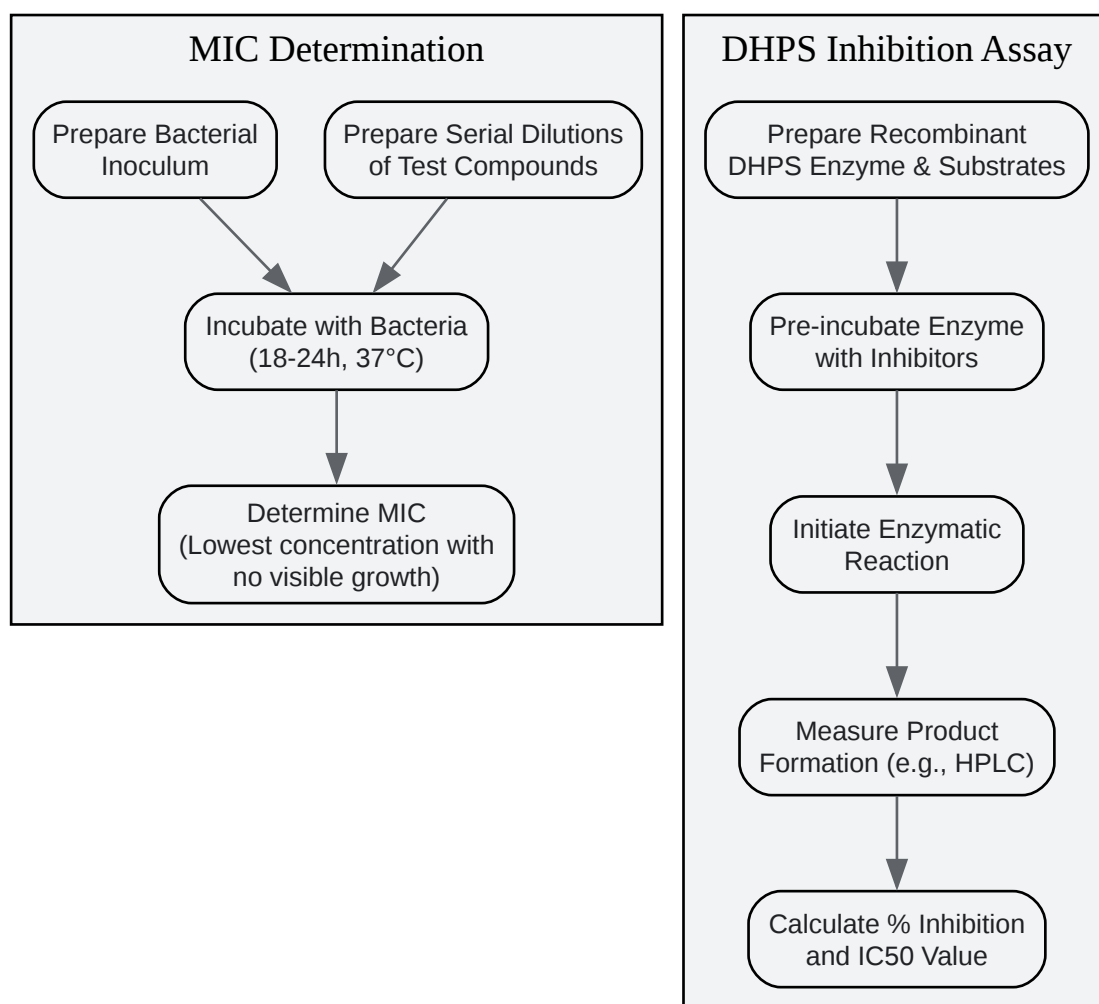 MIC Determination
Prepare Bacterial
Inoculum
Prepare Serial Dilutions
of Test Compounds
Incubate with Bacteria
(18-24h, 37°C)
Determine MIC
(Lowest concentration with
no visible growth)
DHPS Inhibition Assay
Prepare Recombinant
DHPS Enzyme & Substrates
Pre-incubate Enzyme
with Inhibitors
Initiate Enzymatic
Reaction
Measure Product
Formation (e.g., HPLC)
Calculate % Inhibition
and IC50 Value